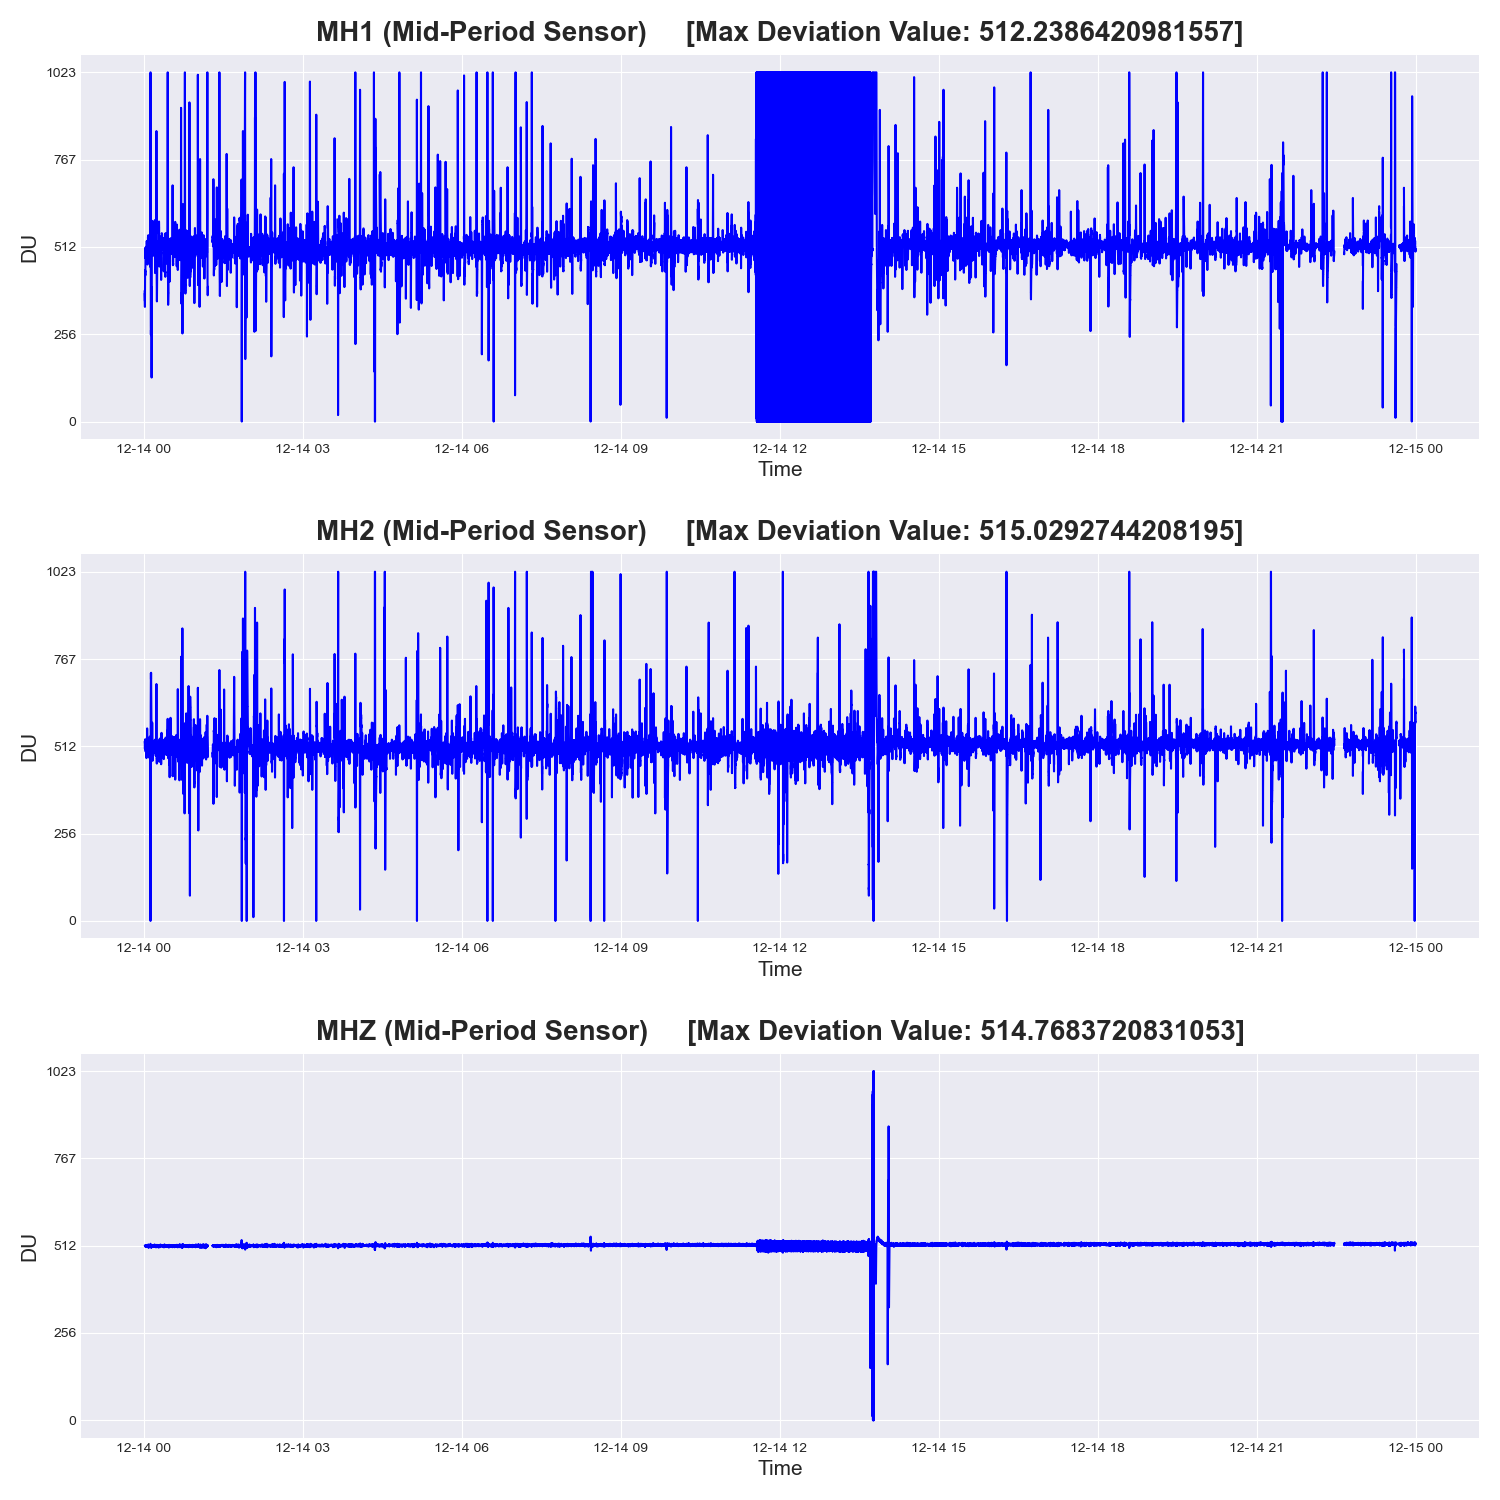 MH1 (Mid-Period Sensor) [Max Deviation Value: 512.2386420981557]
1023
767
512
256
0
DU
12-14 00 12-14 03 12-14 06 12-14 09 12-14 12 12-14 15 12-14 18 12-14 21 12-15 00
Time
MH2 (Mid-Period Sensor) [Max Deviation Value: 515.0292744208195]
1023
767
512
256
0
DU
12-14 00 12-14 03 12-14 06 12-14 09 12-14 12 12-14 15 12-14 18 12-14 21 12-15 00
Time
MHZ (Mid-Period Sensor) [Max Deviation Value: 514.7683720831053]
1023
767
512
256
0
DU
12-14 00 12-14 03 12-14 06 12-14 09 12-14 12 12-14 15 12-14 18 12-14 21 12-15 00
Time